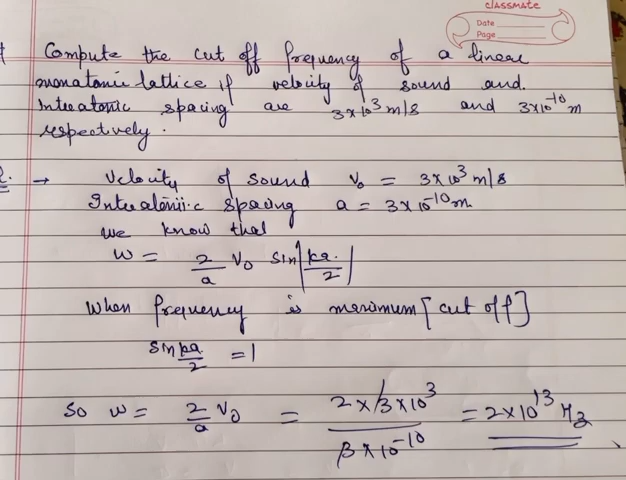 classmate
Date
Page
Compute the cut off frequency of a linear
monatomic lattice if velocity of sound and
Interatomic spacing are 3×10³ m/s and 3×10⁻¹⁰ m
respectively.
→ Velocity of sound V₀ = 3×10³ m/s
Interatomic spacing a = 3×10⁻¹⁰ m.
we know that
ω = 2/a V₀ sin|ka/2|
When frequency is maximum [cut off]
sin ka/2 = 1
So ω = 2/a V₀ = 2×3×10³ / 3×10⁻¹⁰ = 2×10¹³ Hz